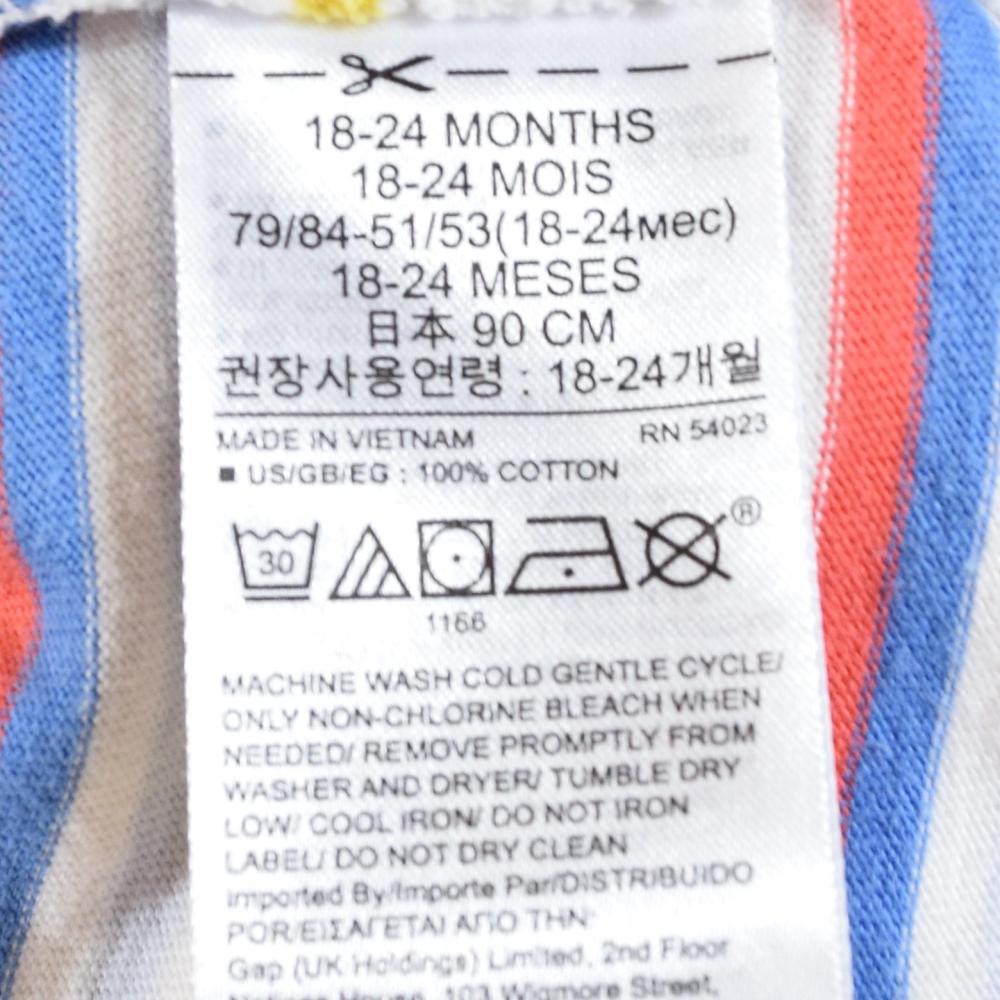 18-24 MONTHS
18-24 MOIS
79/84-51/53(18-24мес)
18-24 MESES
日本 90 CM
권장사용연령 : 18-24개월
MADE IN VIETNAM RN 54023
■ US/GB/EG : 100% COTTON
30 ®
1166
MACHINE WASH COLD GENTLE CYCLE/
ONLY NON-CHLORINE BLEACH WHEN
NEEDED/ REMOVE PROMPTLY FROM
WASHER AND DRYER/ TUMBLE DRY
LOW/ COOL IRON/ DO NOT IRON
LABEL/ DO NOT DRY CLEAN
Imported By/Importe Par/DISTRIBUIDO
POR/ΕΙΣΑΓΕΤΑΙ ΑΠΟ ΤΗΝ:
Gap (UK Holdings) Limited, 2nd Floor
House, 103 Wigmore Street,